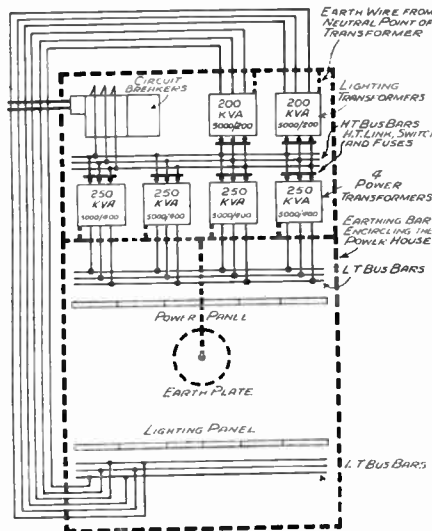 EARTH WIRE FROM
NEUTRAL POINT OF
TRANSFORMER
CIRCUIT
BREAKERS
LIGHTING
TRANSFORMERS
200
KVA
5000/200
200
KVA
5000/200
HT BUS BARS
H.T. LINK, SWITCH
AND FUSES
250
KVA
5000/400
250
KVA
5000/400
250
KVA
5000/400
250
KVA
5000/400
4
POWER
TRANSFORMERS
EARTHING BAR
ENCIRCLING THE
POWER HOUSE
LT BUS BARS
POWER PANEL
EARTH PLATE
LIGHTING PANEL
LT BUS BARS